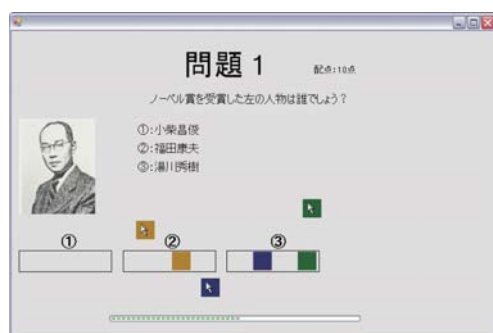 問題1
配点:10点
ノーベル賞を受賞した左の人物は誰でしょう?
①:小柴昌俊
②:福田康夫
③:湯川秀樹
①
②
③